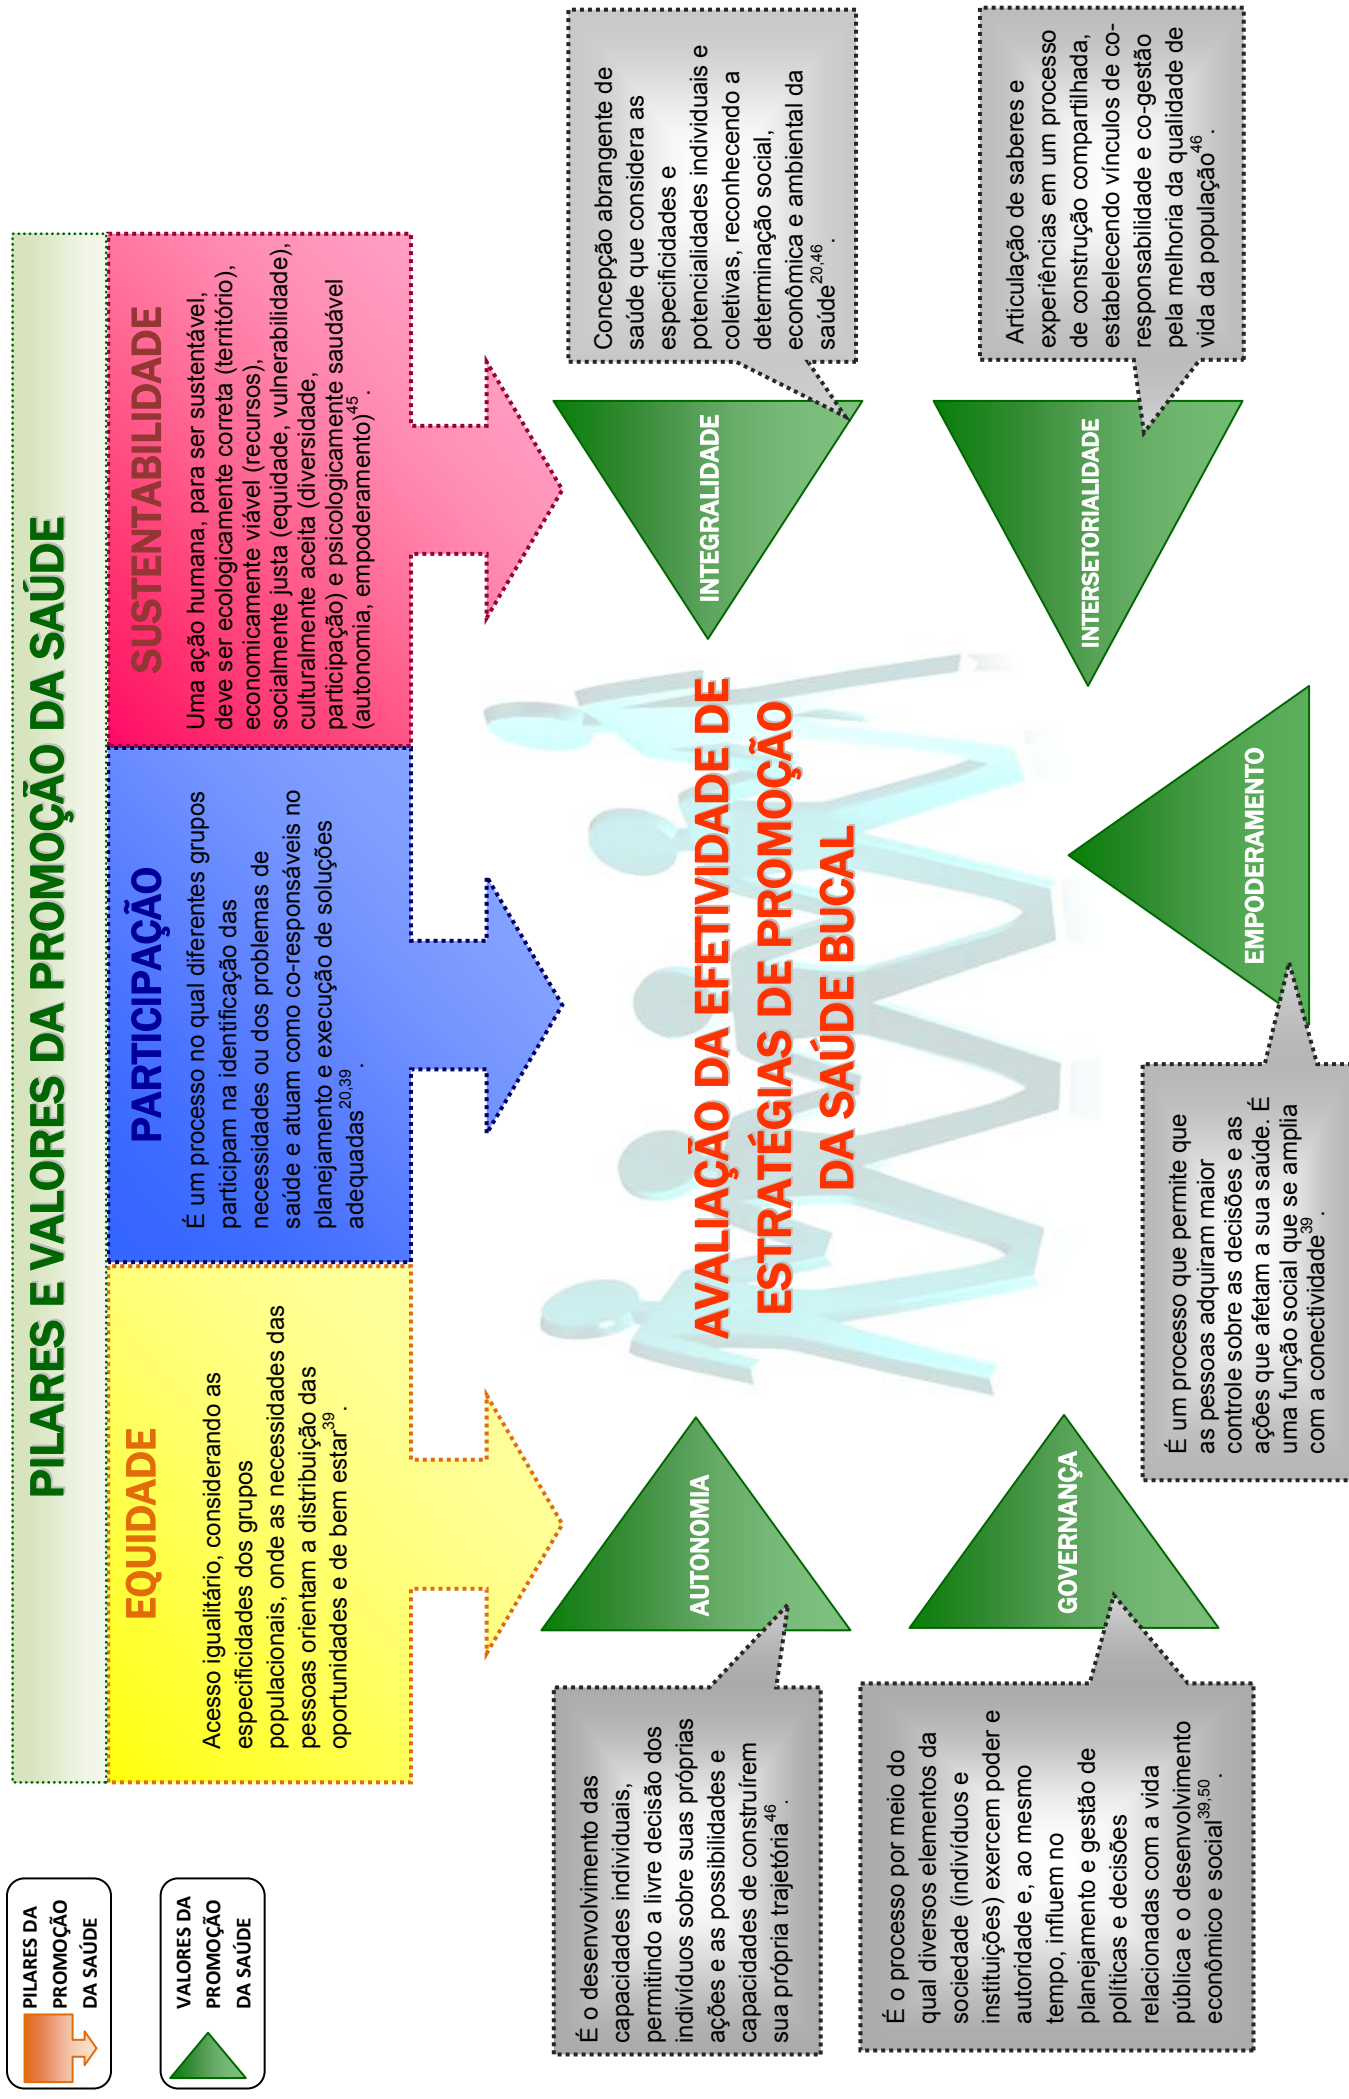 PILARES DA
PROMOÇÃO
DA SAÚDE
VALORES DA
PROMOÇÃO
DA SAÚDE
PILARES E VALORES DA PROMOÇÃO DA SAÚDE
EQUIDADE
Acesso igualitário, considerando as
especificidades dos grupos
populacionais, onde as necessidades das
pessoas orientam a distribuição das
oportunidades e de bem estar39.
PARTICIPAÇÃO
É um processo no qual diferentes grupos
participam na identificação das
necessidades ou dos problemas de
saúde e atuam como co-responsáveis no
planejamento e execução de soluções
adequadas20,39.
SUSTENTABILIDADE
Uma ação humana, para ser sustentável,
deve ser ecologicamente correta (território),
economicamente viável (recursos),
socialmente justa (equidade, vulnerabilidade),
culturalmente aceita (diversidade,
participação) e psicologicamente saudável
(autonomia, empoderamento)45.
É o desenvolvimento das
capacidades individuais,
permitindo a livre decisão dos
indivíduos sobre suas próprias
ações e as possibilidades e
capacidades de construírem
sua própria trajetória46.
AUTONOMIA
AVALIAÇÃO DA EFETIVIDADE DE
ESTRATÉGIAS DE PROMOÇÃO
DA SAÚDE BUCAL
INTEGRALIDADE
Concepção abrangente de
saúde que considera as
especificidades e
potencialidades individuais e
coletivas, reconhecendo a
determinação social,
econômica e ambiental da
saúde20,46.
É o processo por meio do
qual diversos elementos da
sociedade (indivíduos e
instituições) exercem poder e
autoridade e, ao mesmo
tempo, influem no
planejamento e gestão de
políticas e decisões
relacionadas com a vida
pública e o desenvolvimento
econômico e social39,50.
GOVERNANÇA
É um processo que permite que
as pessoas adquiram maior
controle sobre as decisões e as
ações que afetam a sua saúde. É
uma função social que se amplia
com a conectividade39.
EMPODERAMENTO
INTERSETORIALIDADE
Articulação de saberes e
experiências em um processo
de construção compartilhada,
estabelecendo vínculos de co-
responsabilidade e co-gestão
pela melhoria da qualidade de
vida da população46.